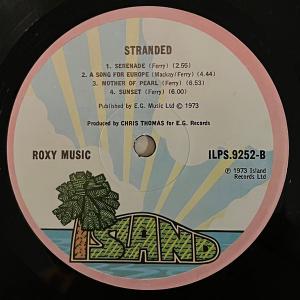 STRANDED
1. SERENADE (Ferry) (2.55)
2. A SONG FOR EUROPE (Mackay/Ferry) (4.44)
3. MOTHER OF PEARL (Ferry) (6.53)
4. SUNSET (Ferry) (6.00)
Published by E.G. Music Ltd © 1973
Produced by CHRIS THOMAS for E.G. Records
ROXY MUSIC
ILPS.9252-B
℗ 1973 Island
Records Ltd
ISLAND